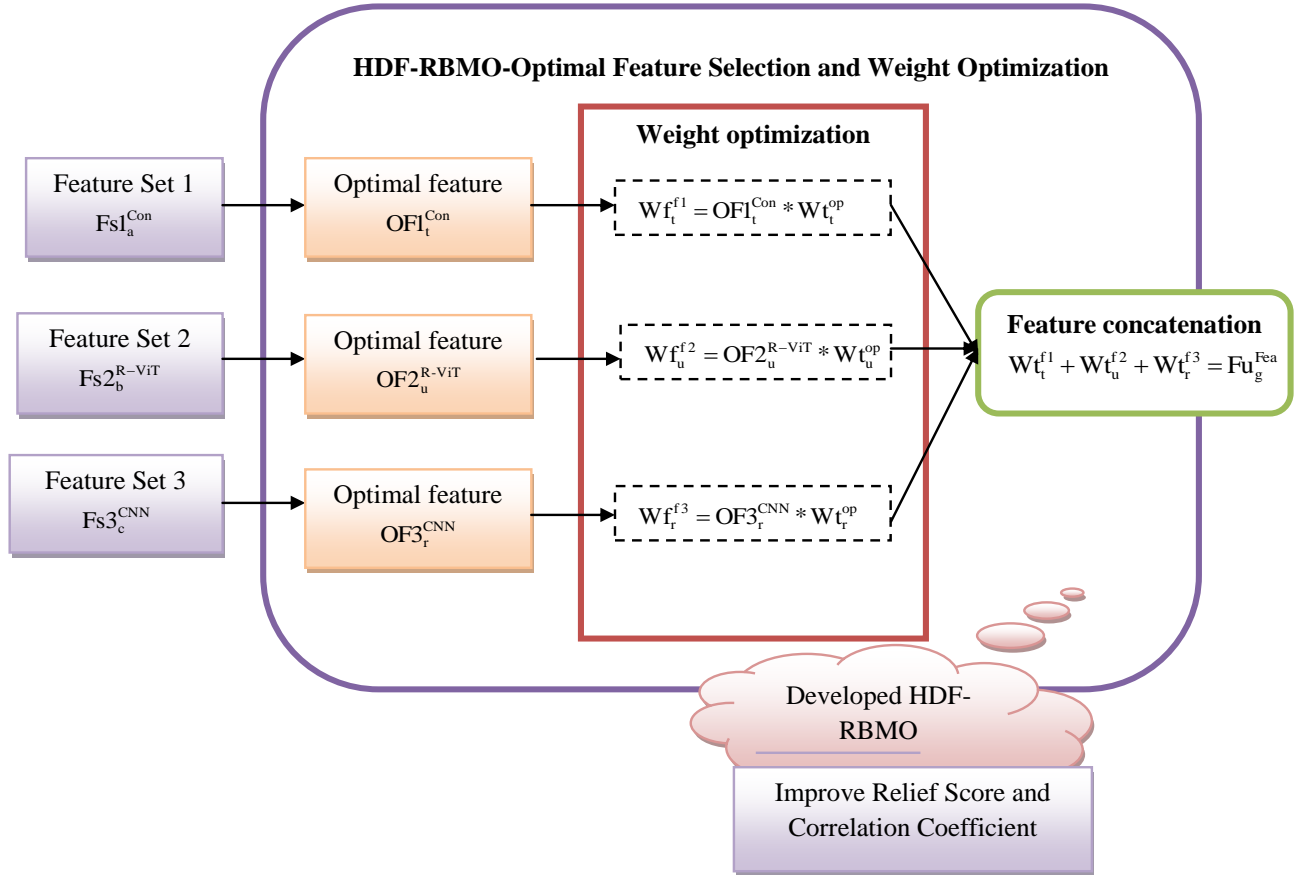 HDF-RBMO-Optimal Feature Selection and Weight Optimization
Weight optimization
Feature Set 1
Fs1_a^Con
Optimal feature
OF1_t^Con
Wf_t^f1 = OF1_t^Con * Wt_t^op
Feature Set 2
Fs2_b^R−ViT
Optimal feature
OF2_u^R-ViT
Wf_u^f2 = OF2_u^R−ViT * Wt_u^op
Feature concatenation
Wt_t^f1 + Wt_u^f2 + Wt_r^f3 = Fu_g^Fea
Feature Set 3
Fs3_c^CNN
Optimal feature
OF3_r^CNN
Wf_r^f3 = OF3_r^CNN * Wt_r^op
Developed HDF-
RBMO
Improve Relief Score and
Correlation Coefficient